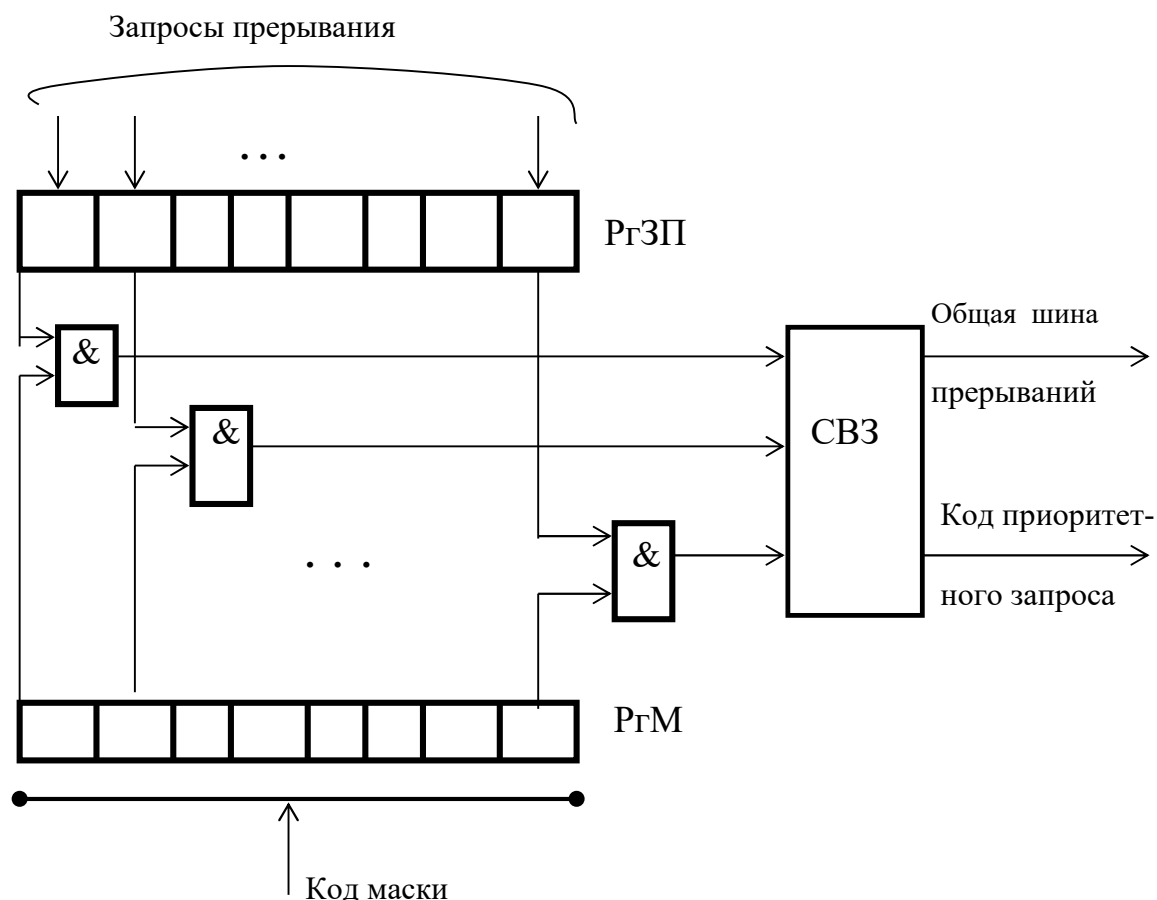 Запросы прерывания
. . .
РгЗП
Общая шина
&
прерываний
&
СВЗ
Код приоритет-
&
. . .
ного запроса
РгМ
Код маски